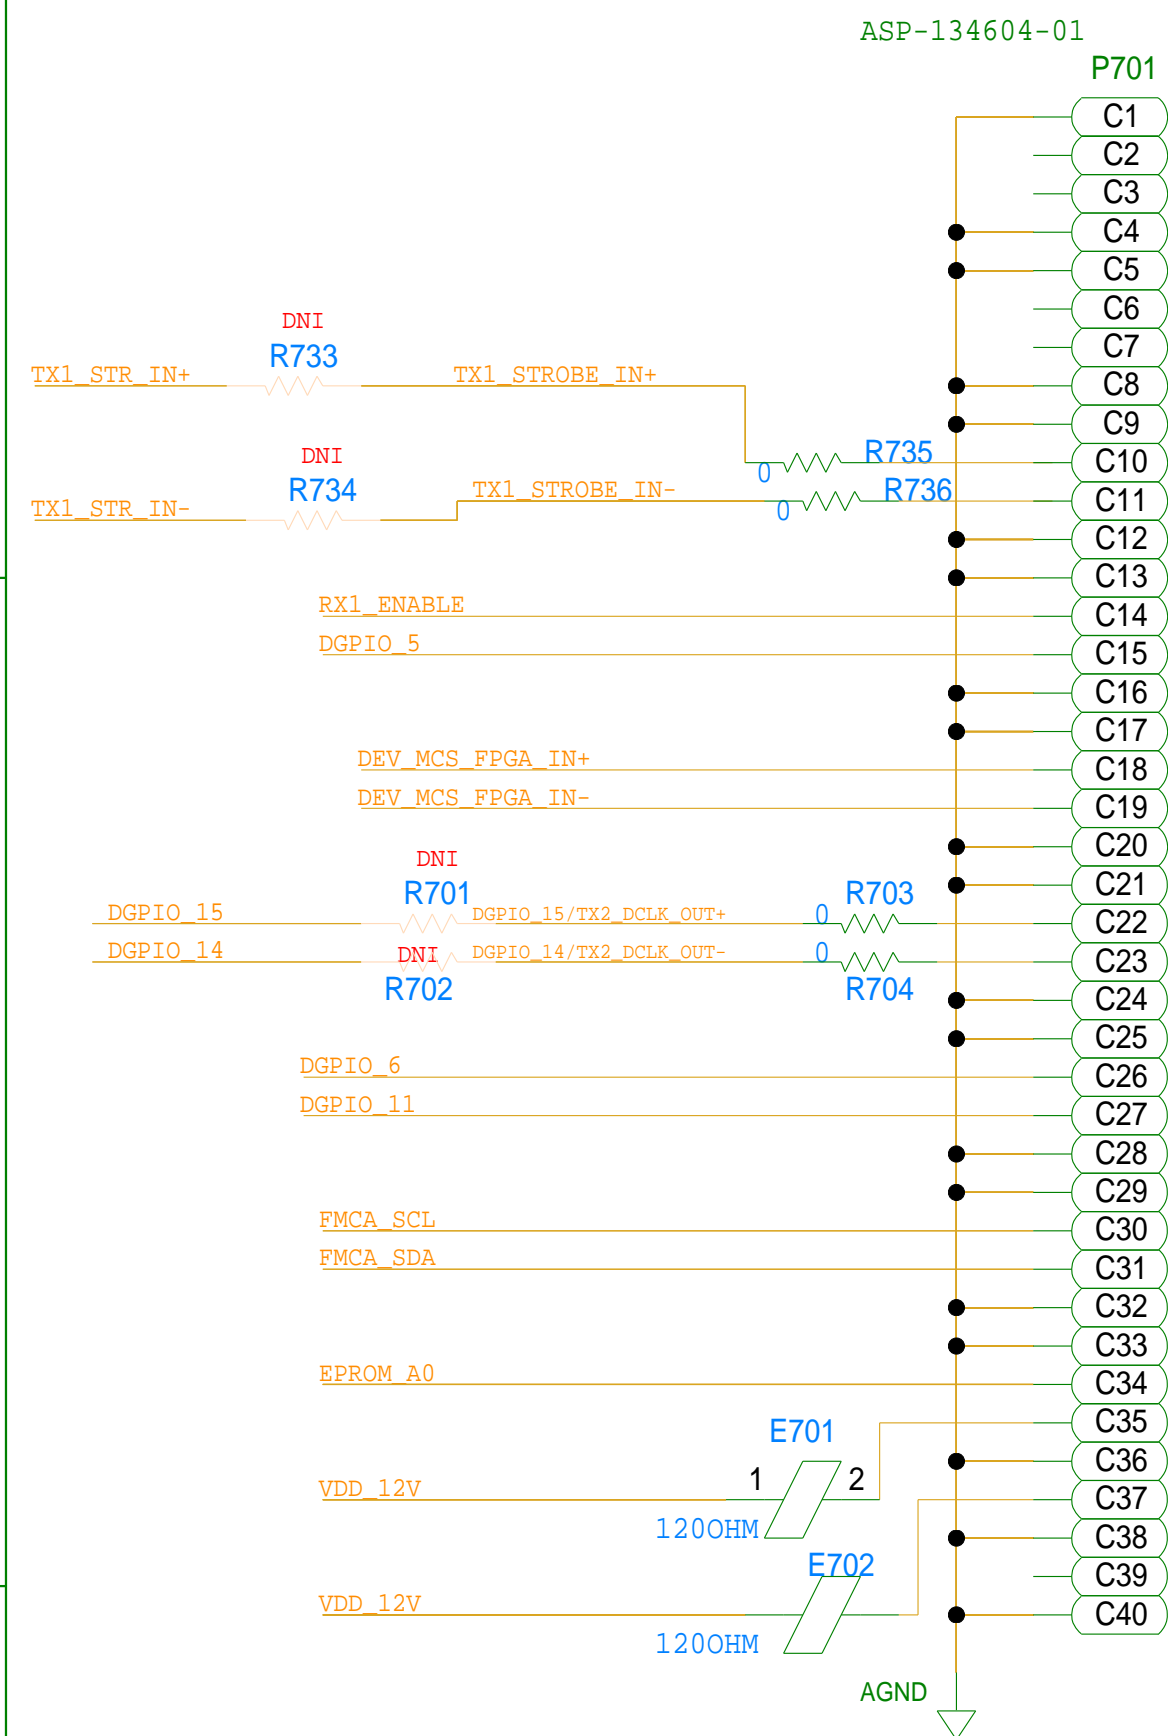 ASP-134604-01
P701
C1
C2
C3
C4
C5
C6
DNI
R733
C7
TX1_STR_IN+ TX1_STROBE_IN+ C8
C9
DNI
R735
0 C10
R734 TX1_STROBE_IN- R736
0 C11
TX1_STR_IN-
C12
C13
RX1_ENABLE C14
DGPIO_5 C15
C16
C17
DEV_MCS_FPGA_IN+ C18
DEV_MCS_FPGA_IN- C19
C20
DNI
R701 R703 C21
DGPIO_15 DGPIO_15/TX2_DCLK_OUT+ 0 C22
DGPIO_14 DNI DGPIO_14/TX2_DCLK_OUT- 0 C23
R702 R704
C24
C25
DGPIO_6 C26
DGPIO_11 C27
C28
C29
FMCA_SCL C30
FMCA_SDA C31
C32
C33
EPROM_A0 C34
C35
E701
C36
1 2
VDD_12V C37
120OHM
C38
E702
C39
VDD_12V C40
120OHM
AGND